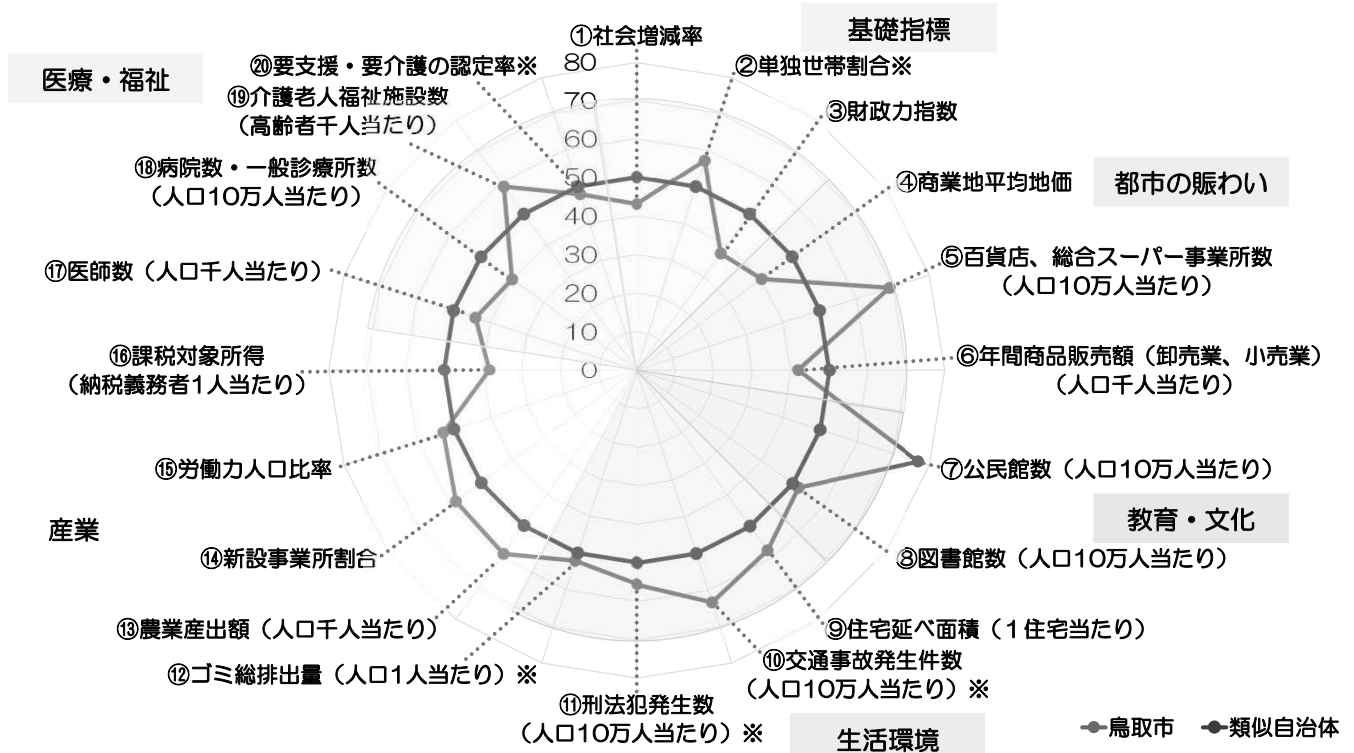 基礎指標
①社会増減率
②単独世帯割合※
③財政力指数
都市の賑わい
④商業地平均地価
⑤百貨店、総合スーパー事業所数
（人口10万人当たり）
⑥年間商品販売額（卸売業、小売業）
（人口千人当たり）
⑦公民館数（人口10万人当たり）
教育・文化
⑧図書館数（人口10万人当たり）
⑨住宅延べ面積（１住宅当たり）
⑩交通事故発生件数
（人口10万人当たり）※
⑪刑法犯発生数
（人口10万人当たり）※
生活環境
⑫ゴミ総排出量（人口1人当たり）※
⑬農業産出額（人口千人当たり）
⑭新設事業所割合
産業
⑮労働力人口比率
⑯課税対象所得
（納税義務者1人当たり）
⑰医師数（人口千人当たり）
⑱病院数・一般診療所数
（人口10万人当たり）
⑲介護老人福祉施設数
（高齢者千人当たり）
⑳要支援・要介護の認定率※
医療・福祉
80
70
60
50
40
30
20
10
0
鳥取市
類似自治体